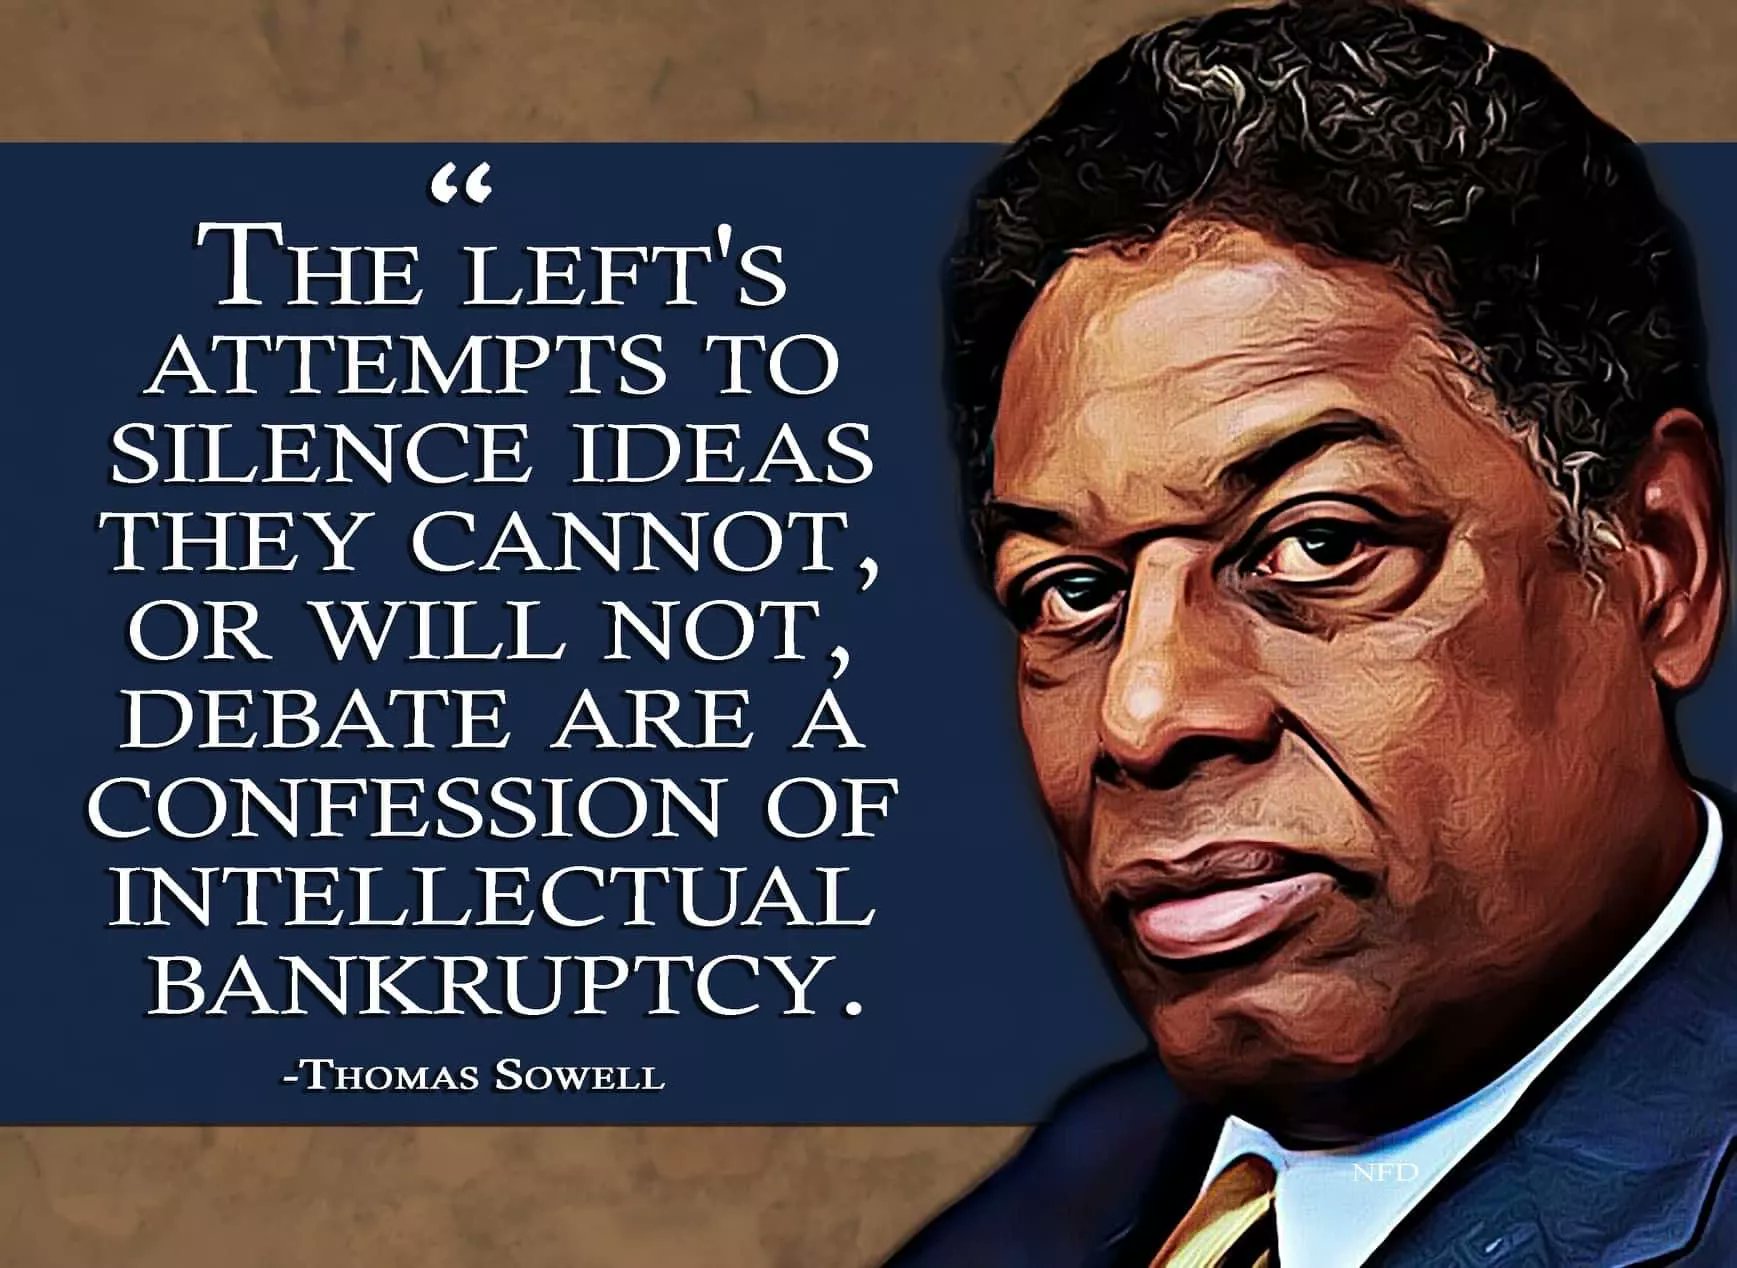 “
THE LEFT'S
ATTEMPTS TO
SILENCE IDEAS
THEY CANNOT,
OR WILL NOT,
DEBATE ARE A
CONFESSION OF
INTELLECTUAL
BANKRUPTCY.
-THOMAS SOWELL
NFD